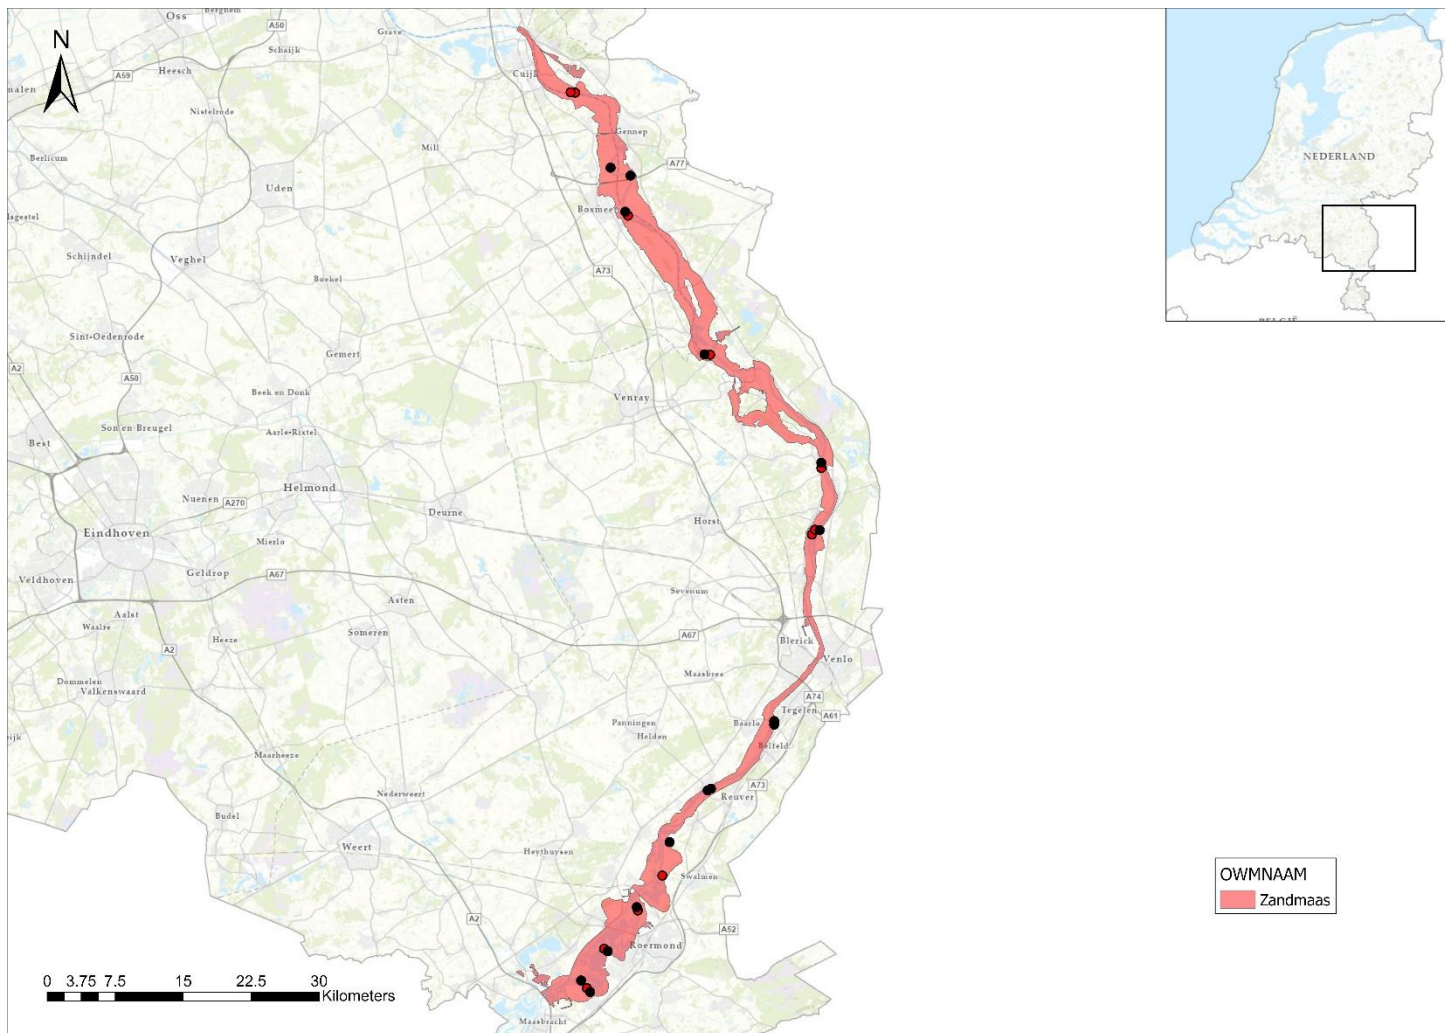 Oss
Berghem
A50
Grave
Schaijk
N
A59
Heesch
Cuijk
Nistelrode
Gennep
Mill
Berlicum
A77
Uden
Boxmeer
Schijndel
Veghel
A73
Boekel
Sint-Oedenrode
Gemert
A2
A50
Beek en Donk
Venray
Son en Breugel
Aarle-Rixtel
Best
Helmond
Nuenen
A270
Deurne
Horst
Eindhoven
Mierlo
Geldrop
A67
Veldhoven
Sevenum
Asten
Aalst
Waalre
Someren
Heeze
A67
Blerick
A2
Venlo
Maasbree
Dommelen
Valkenswaard
A74
Tegelen
A61
Panningen
Baarlo
Helden
Belfeld
Maarheeze
A73
Nederweert
Reuver
Budel
Weert
Heythuysen
Swalmen
A2
A52
Roermond
0 3.75 7.5 15 22.5 30
Kilometers
Maasbracht
NEDERLAND
OWMNAAM
Zandmaas